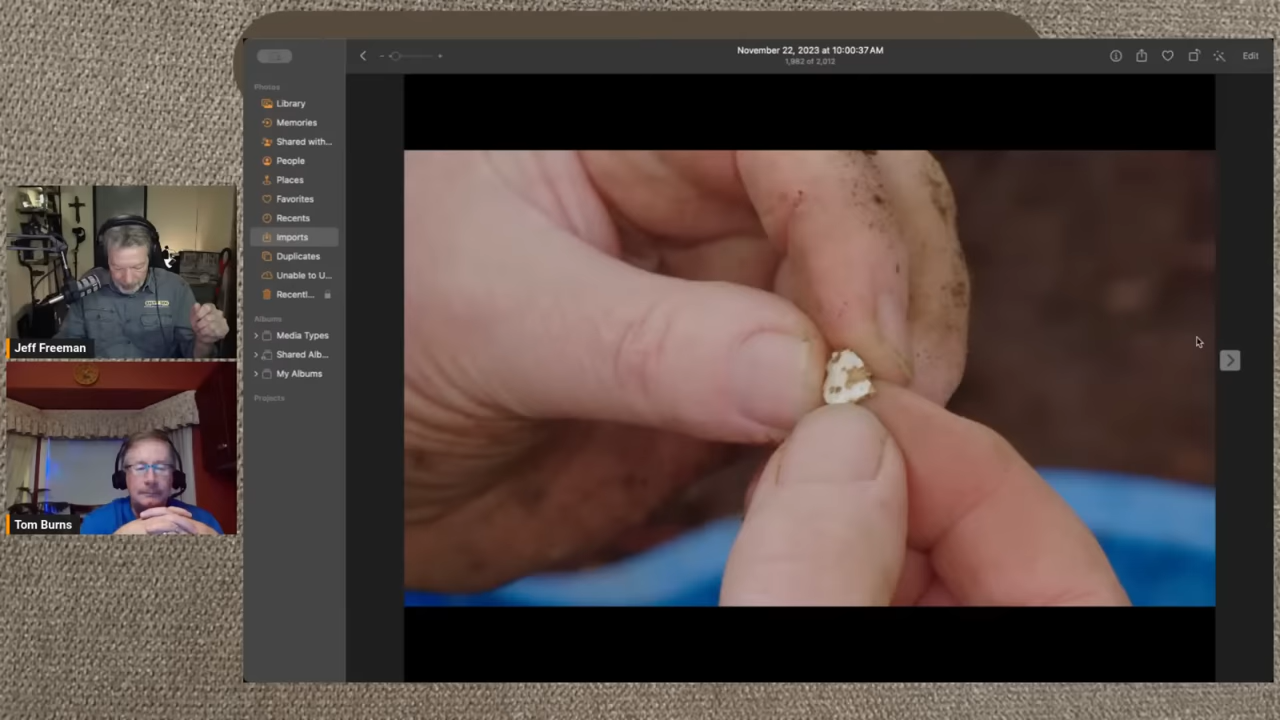 November 22, 2023 at 10:00:37 AM
1,982 of 2,012
Edit
Photos
Library
Memories
Shared with...
People
Places
Favorites
Recents
Imports
Duplicates
Unable to U...
Recentl...
Albums
Media Types
Shared Alb...
My Albums
Projects
Jeff Freeman
Tom Burns